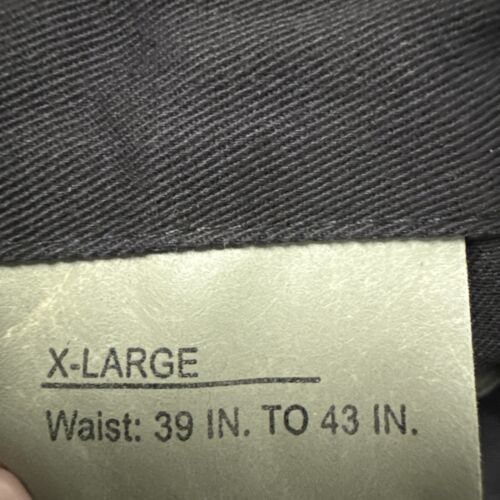 X-LARGE
Waist: 39 IN. TO 43 IN.